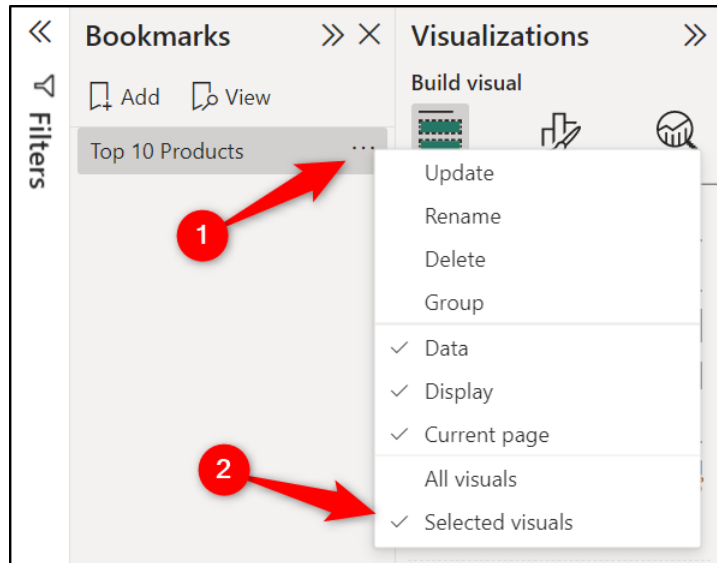 Bookmarks
Visualizations
Add
View
Build visual
Filters
Top 10 Products
...
1
Update
Rename
Delete
Group
Data
Display
Current page
2
All visuals
Selected visuals